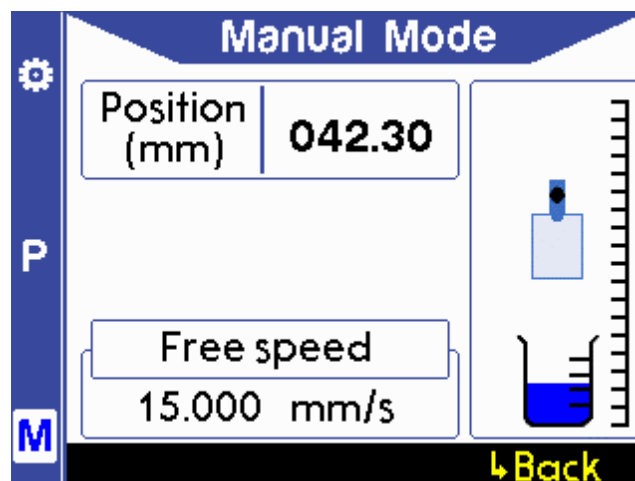 Manual Mode
Position
(mm)
042.30
P
Free speed
15.000 mm/s
M
↳Back